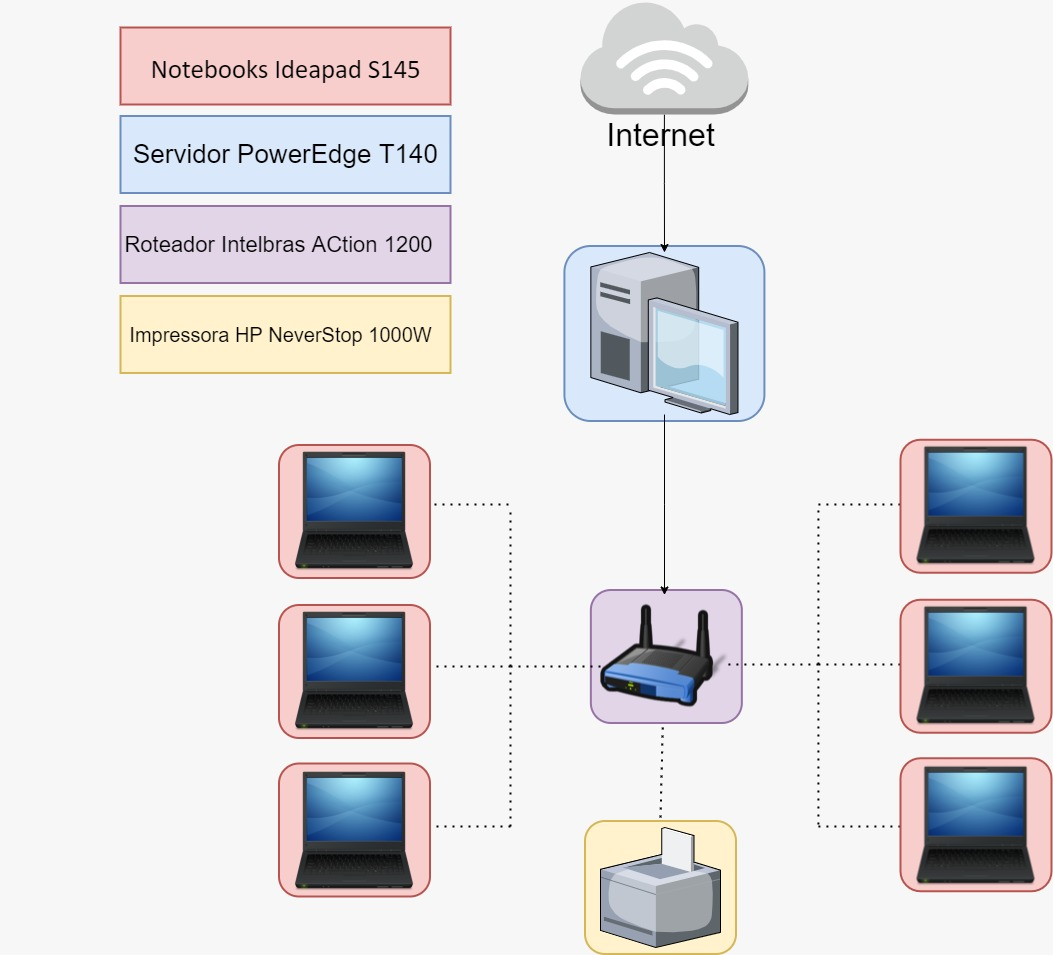 Notebooks Ideapad S145
Internet
Servidor PowerEdge T140
Roteador Intelbras ACtion 1200
Impressora HP NeverStop 1000W